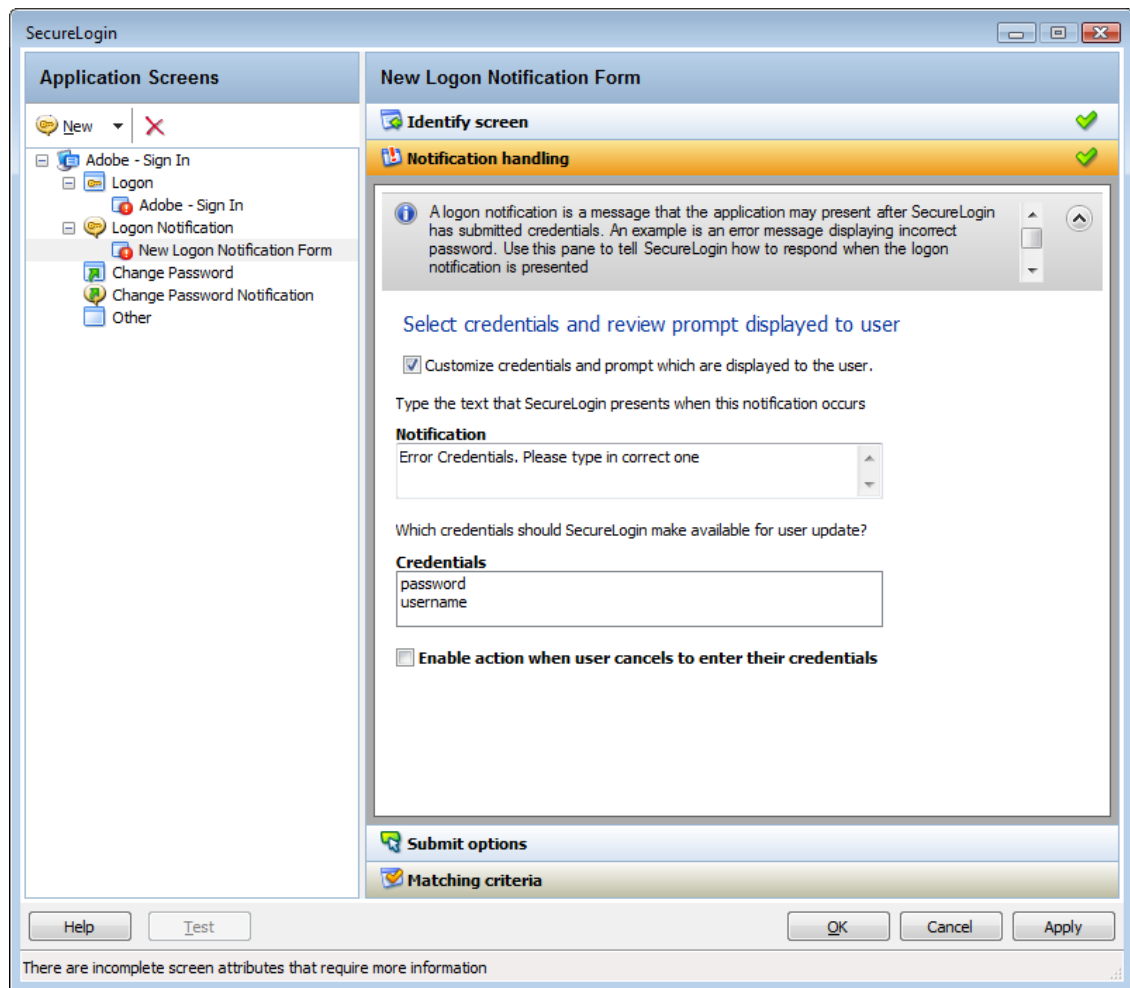 SecureLogin
Application Screens
New
Adobe - Sign In
Logon
Adobe - Sign In
Logon Notification
New Logon Notification Form
Change Password
Change Password Notification
Other
New Logon Notification Form
Identify screen
Notification handling
A logon notification is a message that the application may present after SecureLogin
has submitted credentials. An example is an error message displaying incorrect
password. Use this pane to tell SecureLogin how to respond when the logon
notification is presented
Select credentials and review prompt displayed to user
Customize credentials and prompt which are displayed to the user.
Type the text that SecureLogin presents when this notification occurs
Notification
Error Credentials. Please type in correct one
Which credentials should SecureLogin make available for user update?
Credentials
password
username
Enable action when user cancels to enter their credentials
Submit options
Matching criteria
Help
Test
OK
Cancel
Apply
There are incomplete screen attributes that require more information